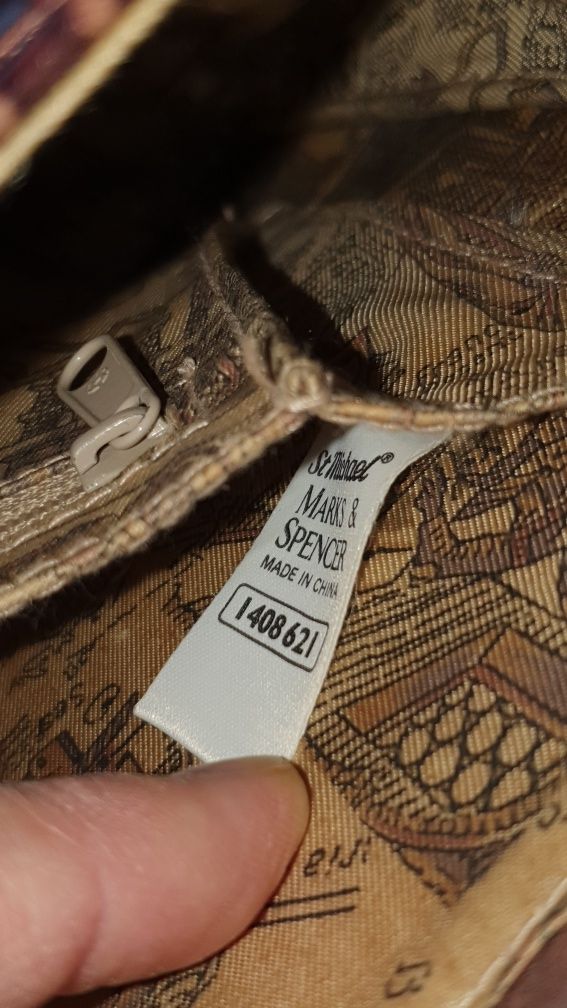 St Michael®
MARKS &
SPENCER
MADE IN CHINA
1408621